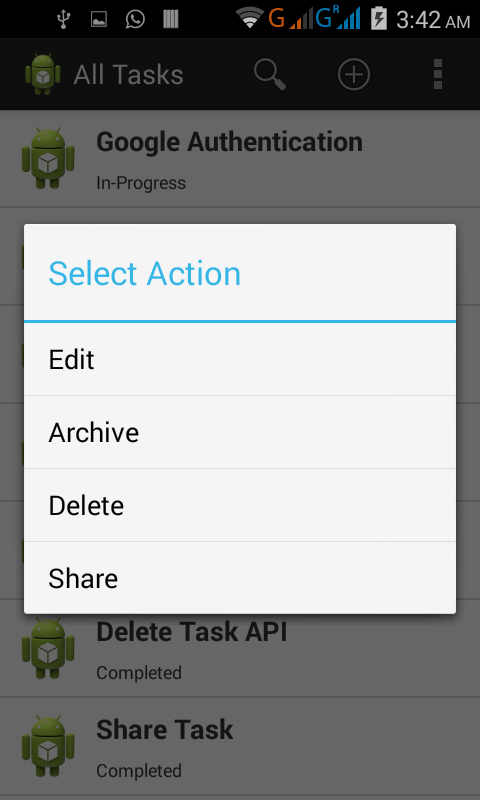 G G R 3:42 AM
All Tasks
Google Authentication
In-Progress
Select Action
Edit
Archive
Delete
Share
Delete Task API
Completed
Share Task
Completed